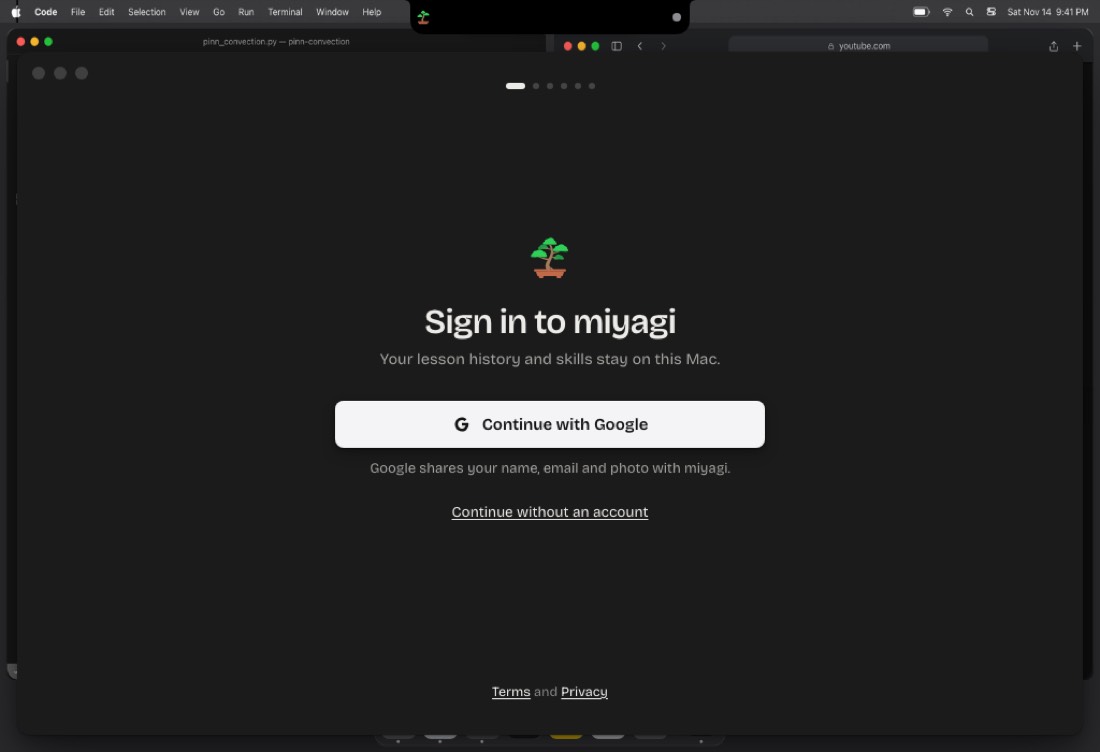 Code File Edit Selection View Go Run Terminal Window Help Sat Nov 14 9:41 PM
pinn_convection.py — pinn-convection
youtube.com
Sign in to miyagi
Your lesson history and skills stay on this Mac.
G Continue with Google
Google shares your name, email and photo with miyagi.
Continue without an account
Terms and Privacy